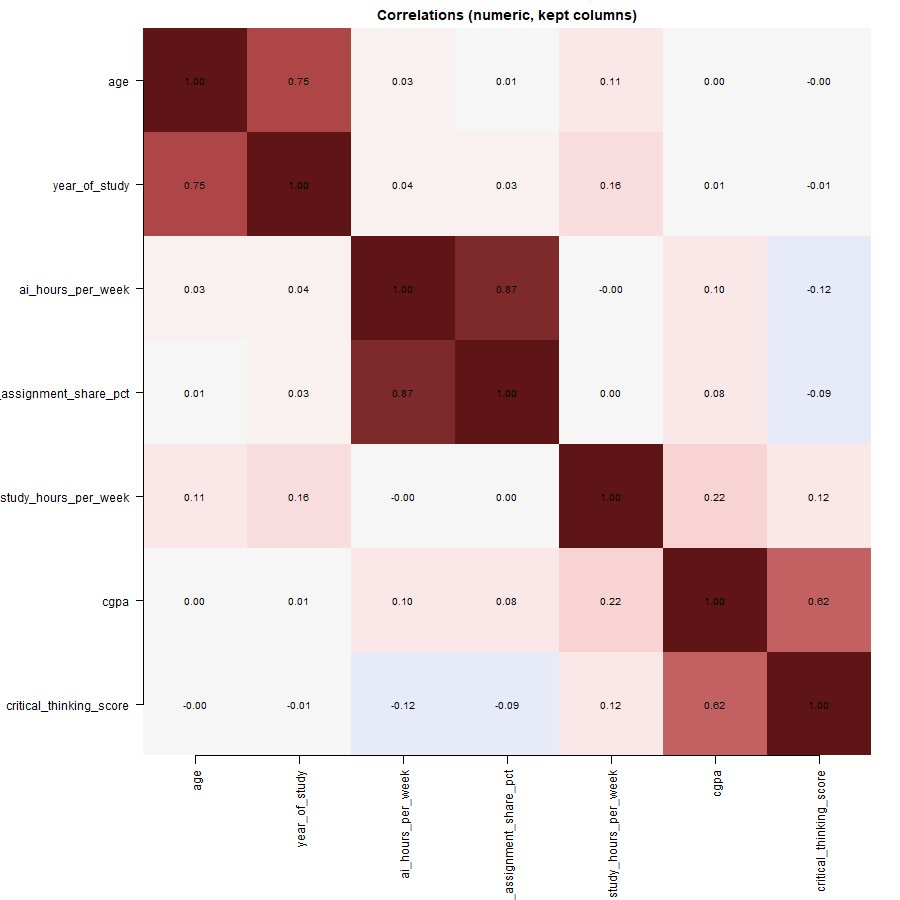 Correlations (numeric, kept columns)
age 1.00 0.75 0.03 0.01 0.11 0.00 -0.00
year_of_study 0.75 1.00 0.04 0.03 0.16 0.01 -0.01
ai_hours_per_week 0.03 0.04 1.00 0.87 -0.00 0.10 -0.12
_assignment_share_pct 0.01 0.03 0.87 1.00 0.00 0.08 -0.09
study_hours_per_week 0.11 0.16 -0.00 0.00 1.00 0.22 0.12
cgpa 0.00 0.01 0.10 0.08 0.22 1.00 0.62
critical_thinking_score -0.00 -0.01 -0.12 -0.09 0.12 0.62 1.00
age
year_of_study
ai_hours_per_week
_assignment_share_pct
study_hours_per_week
cgpa
critical_thinking_score